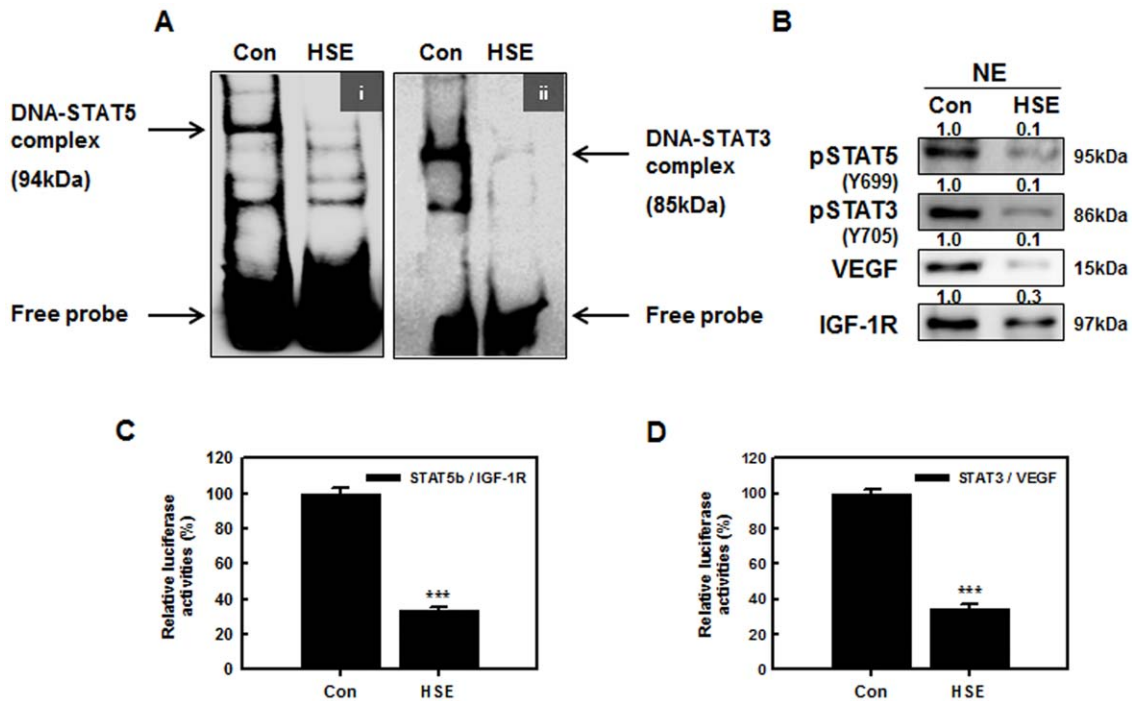 A
Con HSE
i
Con HSE
ii
DNA-STAT5
complex
(94kDa)
Free probe
DNA-STAT3
complex
(85kDa)
Free probe
B
NE
Con HSE
1.0 0.1
pSTAT5
(Y699)
95kDa
1.0 0.1
pSTAT3
(Y705)
86kDa
1.0 0.1
VEGF
15kDa
1.0 0.3
IGF-1R
97kDa
C
Relative luciferase
activities (%)
120
100
80
60
40
20
0
STAT5b / IGF-1R
***
Con HSE
D
Relative luciferase
activities (%)
120
100
80
60
40
20
0
STAT3 / VEGF
***
Con HSE